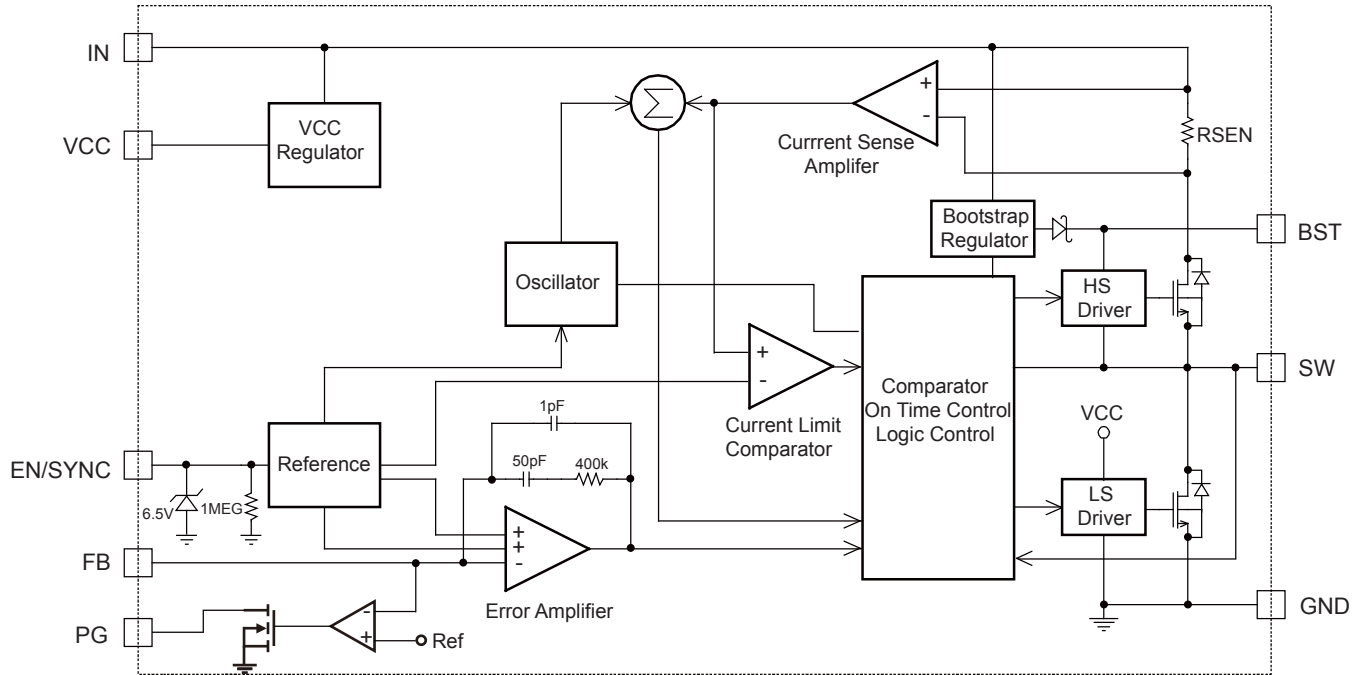 IN
VCC
VCC
Regulator
Σ
+
-
Currrent Sense
Amplifer
RSEN
Bootstrap
Regulator
BST
Oscillator
HS
Driver
+
-
Current Limit
Comparator
Comparator
On Time Control
Logic Control
SW
VCC
1pF
50pF
400k
EN/SYNC
Reference
6.5V
1MEG
LS
Driver
+
+
-
Error Amplifier
FB
PG
-
+
Ref
GND